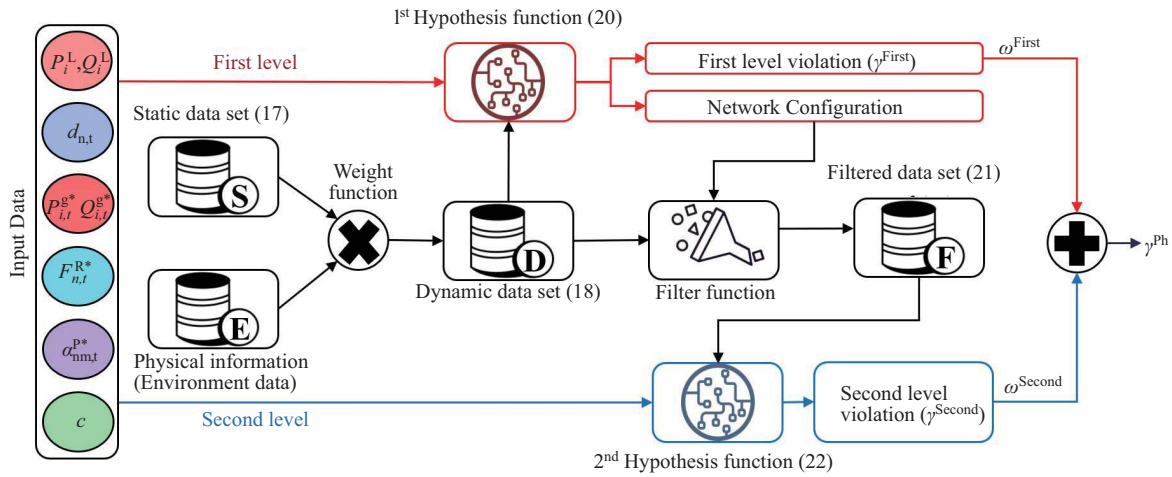 1st Hypothesis function (20)
Input Data
P_i^L, Q_i^L
d_n,t
P_i,t^g* Q_i,t^g*
F_n,t^R*
α_nm,t^P*
c
First level
First level violation (γ^First)
Network Configuration
ω^First
Static data set (17)
S
Weight
function
Filtered data set (21)
D
F
γ^Ph
E
Dynamic data set (18)
Filter function
Physical information
(Environment data)
Second level
Second level
violation (γ^Second)
ω^Second
2nd Hypothesis function (22)